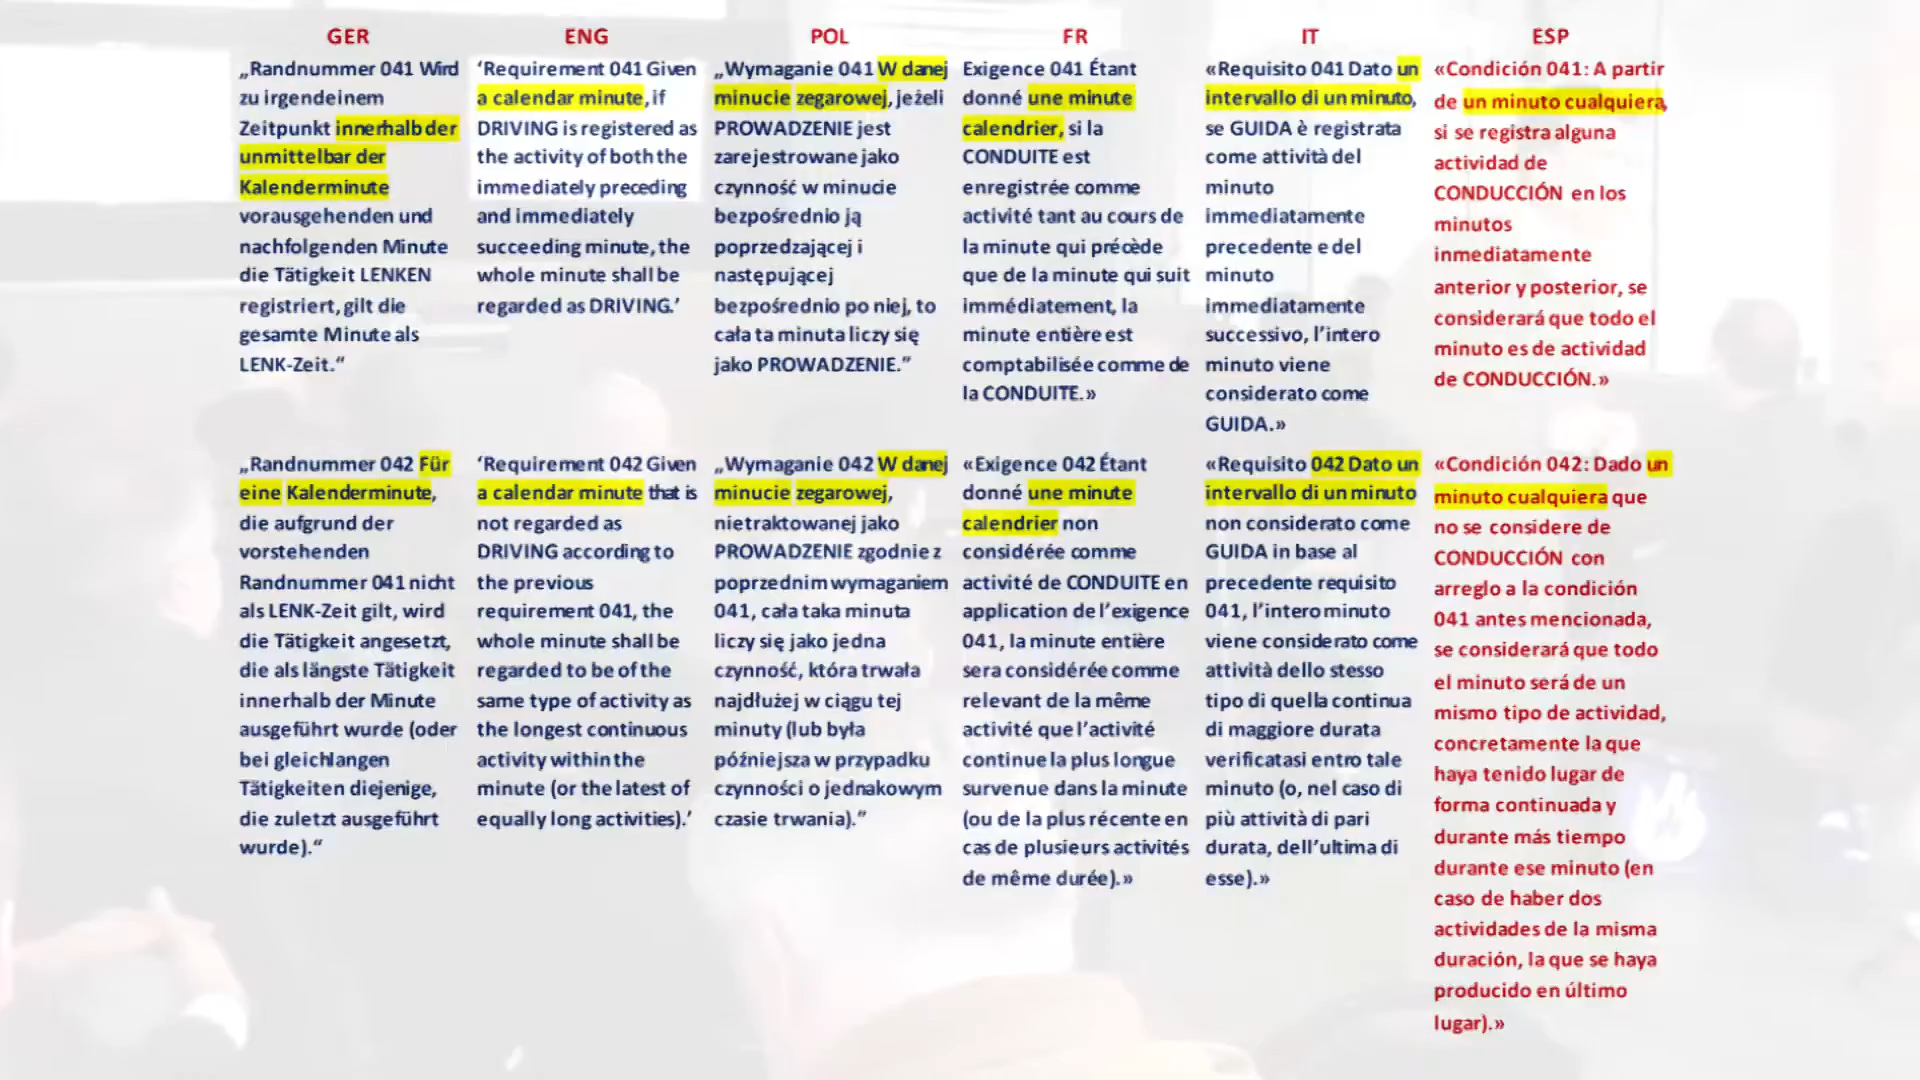 GER
„Randnummer 041 Wird
zu irgendeinem
Zeitpunkt innerhalb der
unmittelbar der
Kalenderminute
vorausgehenden und
nachfolgenden Minute
die Tätigkeit LENKEN
registriert, gilt die
gesamte Minute als
LENK-Zeit.“
„Randnummer 042 Für
eine Kalenderminute,
die aufgrund der
vorstehenden
Randnummer 041 nicht
als LENK-Zeit gilt, wird
die Tätigkeit angesetzt,
die als längste Tätigkeit
innerhalb der Minute
ausgeführt wurde (oder
bei gleichlangen
Tätigkeiten diejenige,
die zuletzt ausgeführt
wurde).“
ENG
‘Requirement 041 Given
a calendar minute, if
DRIVING is registered as
the activity of both the
immediately preceding
and immediately
succeeding minute, the
whole minute shall be
regarded as DRIVING.’
‘Requirement 042 Given
a calendar minute that is
not regarded as
DRIVING according to
the previous
requirement 041, the
whole minute shall be
regarded to be of the
same type of activity as
the longest continuous
activity within the
minute (or the latest of
equally long activities).’
POL
„Wymaganie 041 W danej
minucie zegarowej, jeżeli
PROWADZENIE jest
zarejestrowane jako
czynność w minucie
bezpośrednio ją
poprzedzającej i
następującej
bezpośrednio po niej, to
cała ta minuta liczy się
jako PROWADZENIE.”
„Wymaganie 042 W danej
minucie zegarowej,
nietraktowanej jako
PROWADZENIE zgodnie z
poprzednim wymaganiem
041, cała taka minuta
liczy się jako jedna
czynność, która trwała
najdłużej w ciągu tej
minuty (lub była
późniejsza w przypadku
czynności o jednakowym
czasie trwania).”
FR
Exigence 041 Étant
donné une minute
calendrier, si la
CONDUITE est
enregistrée comme
activité tant au cours de
la minute qui précède
que de la minute qui suit
immédiatement, la
minute entière est
comptabilisée comme de
la CONDUITE.»
«Exigence 042 Étant
donné une minute
calendrier non
considérée comme
activité de CONDUITE en
application de l’exigence
041, la minute entière
sera considérée comme
relevant de la même
activité que l’activité
continue la plus longue
survenue dans la minute
(ou de la plus récente en
cas de plusieurs activités
de même durée).»
IT
«Requisito 041 Dato un
intervallo di un minuto,
se GUIDA è registrata
come attività del
minuto
immediatamente
precedente e del
minuto
immediatamente
successivo, l’intero
minuto viene
considerato come
GUIDA.»
«Requisito 042 Dato un
intervallo di un minuto
non considerato come
GUIDA in base al
precedente requisito
041, l’intero minuto
viene considerato come
attività dello stesso
tipo di quella continua
di maggiore durata
verificatasi entro tale
minuto (o, nel caso di
più attività di pari
durata, dell’ultima di
esse).»
ESP
«Condición 041: A partir
de un minuto cualquiera,
si se registra alguna
actividad de
CONDUCCIÓN en los
minutos
inmediatamente
anterior y posterior, se
considerará que todo el
minuto es de actividad
de CONDUCCIÓN.»
«Condición 042: Dado un
minuto cualquiera que
no se considere de
CONDUCCIÓN con
arreglo a la condición
041 antes mencionada,
se considerará que todo
el minuto será de un
mismo tipo de actividad,
concretamente la que
haya tenido lugar de
forma continuada y
durante más tiempo
durante ese minuto (en
caso de haber dos
actividades de la misma
duración, la que se haya
producido en último
lugar).»